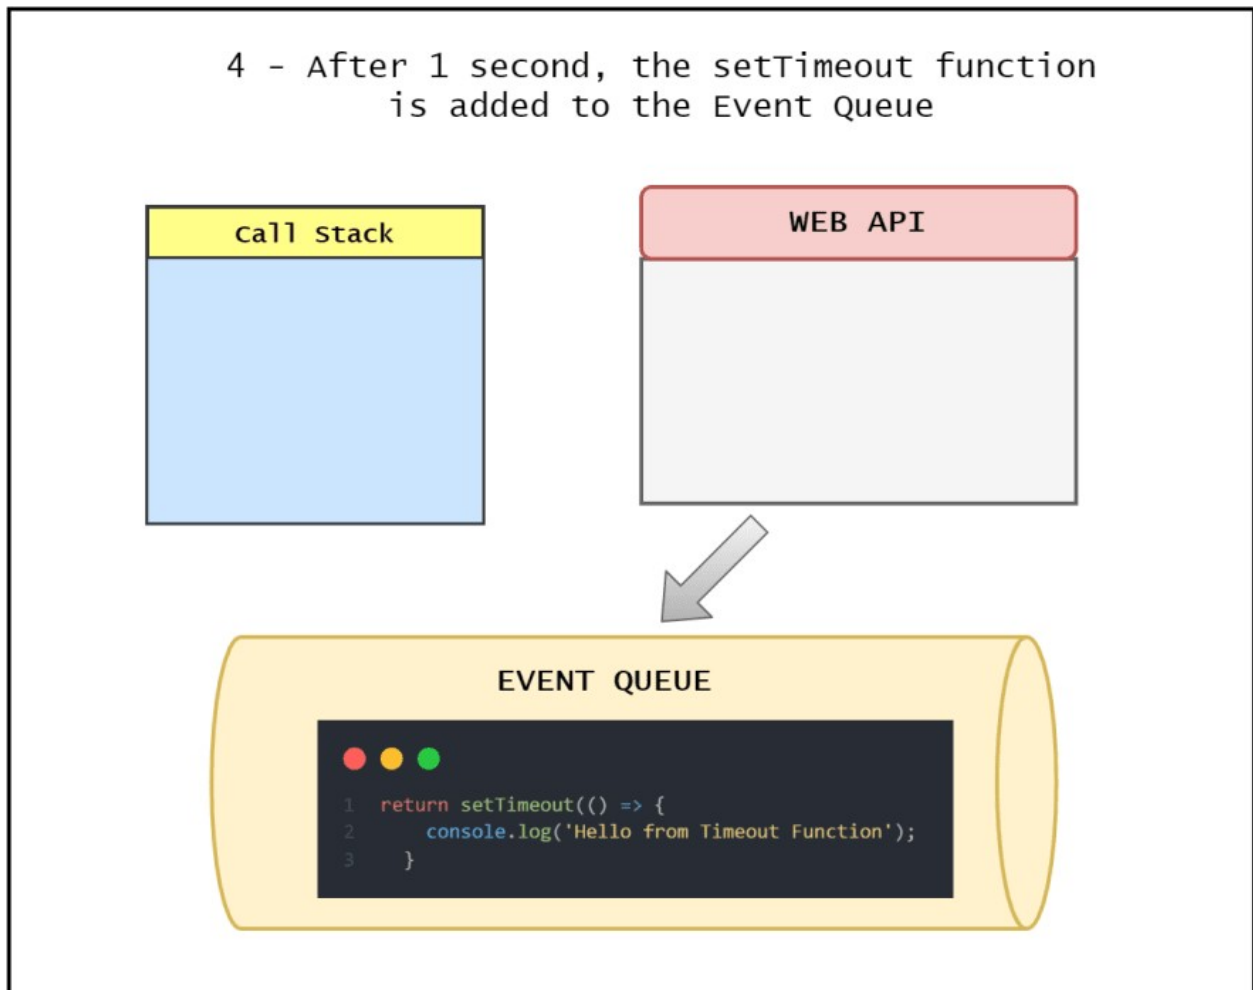 4 - After 1 second, the setTimeout function
is added to the Event Queue
Call Stack
WEB API
EVENT QUEUE
1 return setTimeout(() => {
2 console.log('Hello from Timeout Function');
3 }